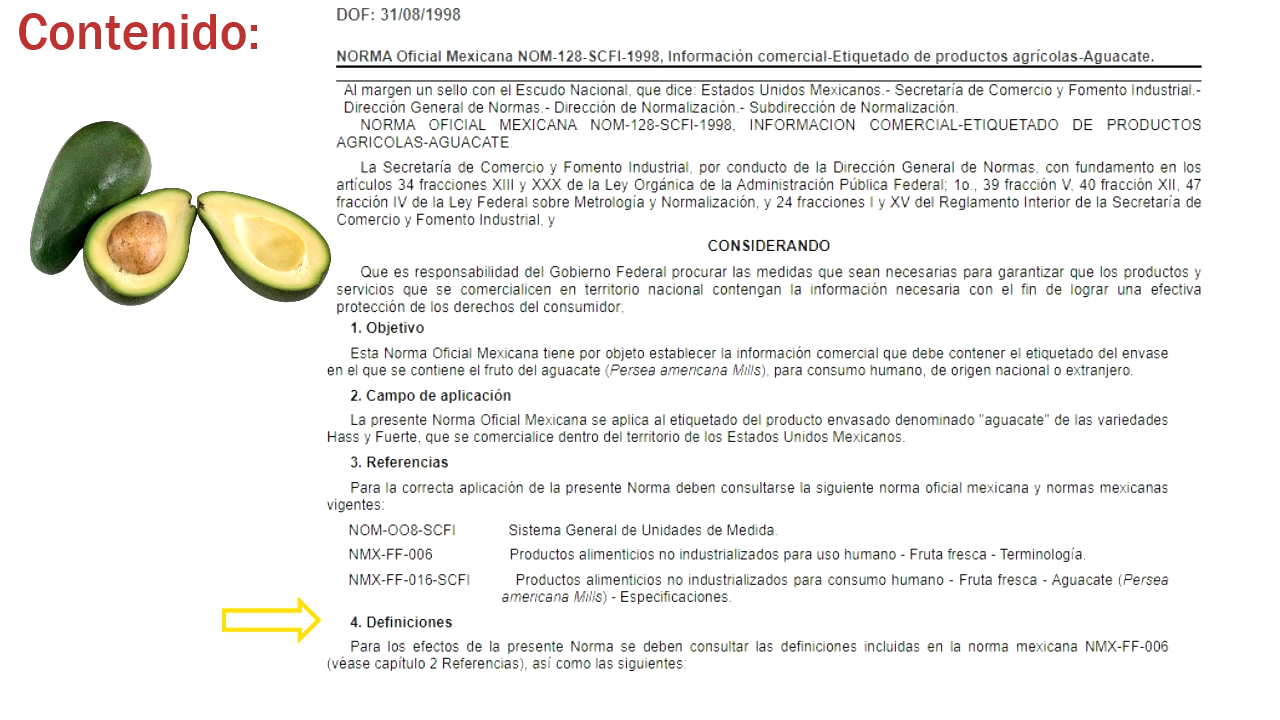 Contenido:
DOF: 31/08/1998
NORMA Oficial Mexicana NOM-128-SCFI-1998, Información comercial-Etiquetado de productos agrícolas-Aguacate.
Al margen un sello con el Escudo Nacional, que dice: Estados Unidos Mexicanos.- Secretaría de Comercio y Fomento Industrial.-
Dirección General de Normas.- Dirección de Normalización.- Subdirección de Normalización.
NORMA OFICIAL MEXICANA NOM-128-SCFI-1998, INFORMACION COMERCIAL-ETIQUETADO DE PRODUCTOS
AGRICOLAS-AGUACATE.
La Secretaría de Comercio y Fomento Industrial, por conducto de la Dirección General de Normas, con fundamento en los
artículos 34 fracciones XIII y XXX de la Ley Orgánica de la Administración Pública Federal; 1o., 39 fracción V, 40 fracción XII, 47
fracción IV de la Ley Federal sobre Metrología y Normalización, y 24 fracciones I y XV del Reglamento Interior de la Secretaría de
Comercio y Fomento Industrial, y
CONSIDERANDO
Que es responsabilidad del Gobierno Federal procurar las medidas que sean necesarias para garantizar que los productos y
servicios que se comercialicen en territorio nacional contengan la información necesaria con el fin de lograr una efectiva
protección de los derechos del consumidor;
1. Objetivo
Esta Norma Oficial Mexicana tiene por objeto establecer la información comercial que debe contener el etiquetado del envase
en el que se contiene el fruto del aguacate (Persea americana Mills), para consumo humano, de origen nacional o extranjero.
2. Campo de aplicación
La presente Norma Oficial Mexicana se aplica al etiquetado del producto envasado denominado "aguacate" de las variedades
Hass y Fuerte, que se comercialice dentro del territorio de los Estados Unidos Mexicanos.
3. Referencias
Para la correcta aplicación de la presente Norma deben consultarse la siguiente norma oficial mexicana y normas mexicanas
vigentes:
NOM-OO8-SCFI Sistema General de Unidades de Medida.
NMX-FF-006 Productos alimenticios no industrializados para uso humano - Fruta fresca - Terminología.
NMX-FF-016-SCFI Productos alimenticios no industrializados para consumo humano - Fruta fresca - Aguacate (Persea
americana Mills) - Especificaciones.
4. Definiciones
Para los efectos de la presente Norma se deben consultar las definiciones incluidas en la norma mexicana NMX-FF-006
(véase capítulo 2 Referencias), así como las siguientes: